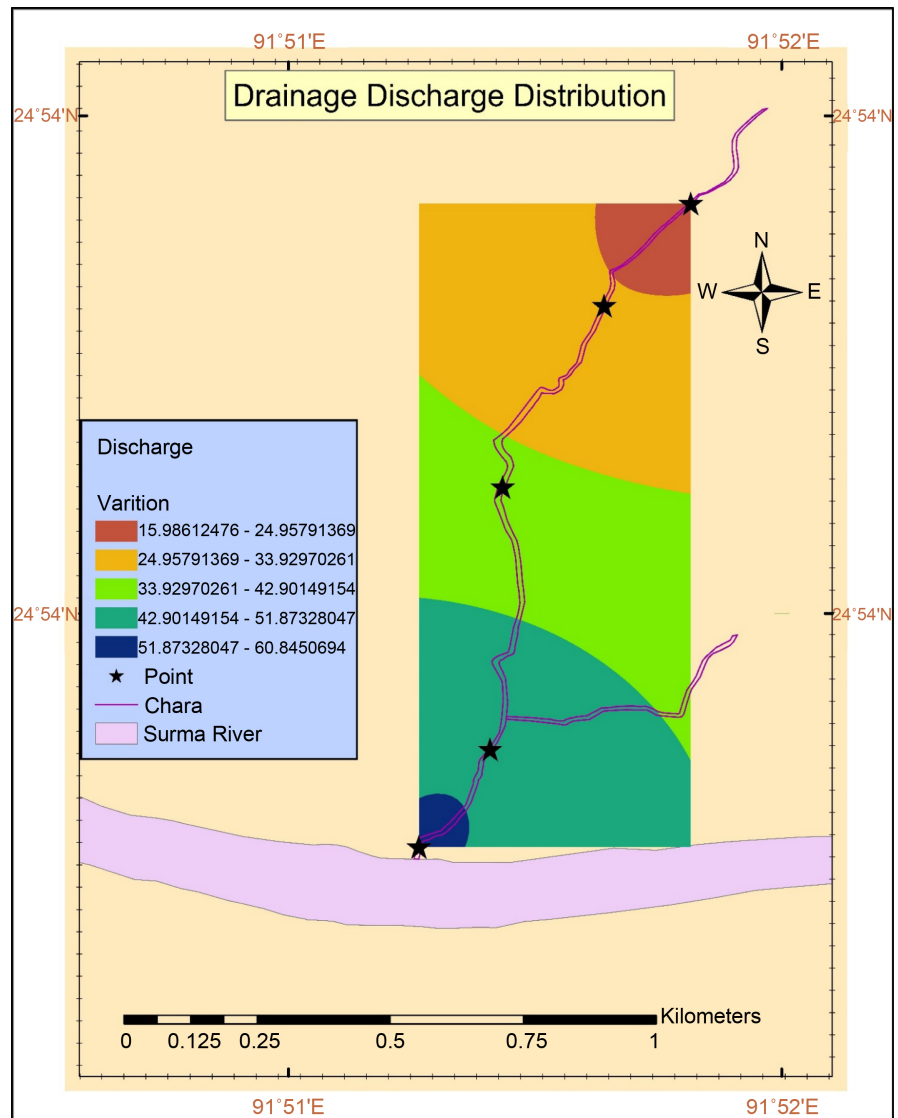 91°51'E 91°52'E
Drainage Discharge Distribution
24°54'N 24°54'N
N
W E
S
Discharge
Varition
15.98612476 - 24.95791369
24.95791369 - 33.92970261
33.92970261 - 42.90149154
24°54'N 24°54'N
42.90149154 - 51.87328047
51.87328047 - 60.8450694
Point
Chara
Surma River
Kilometers
0 0.125 0.25 0.5 0.75 1
91°51'E 91°52'E